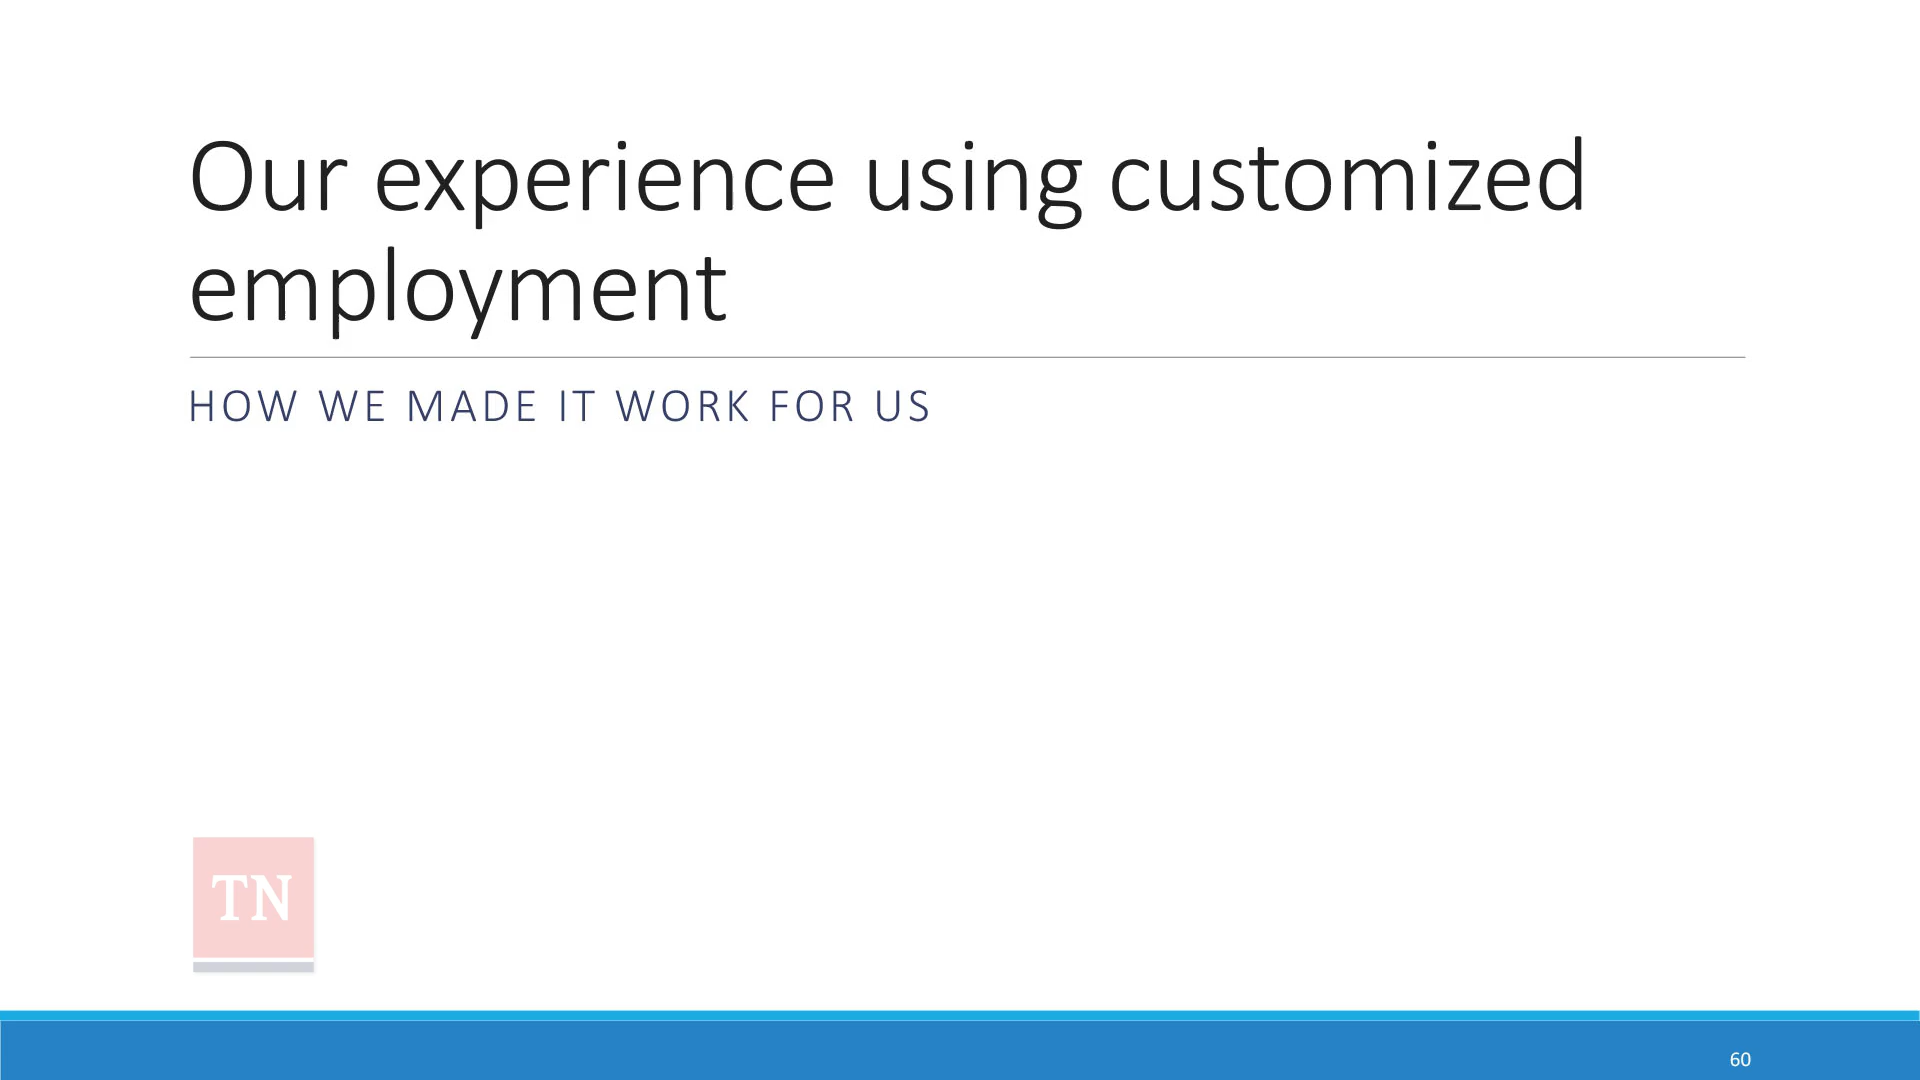 Our experience using customized
employment
HOW WE MADE IT WORK FOR US
TN
60